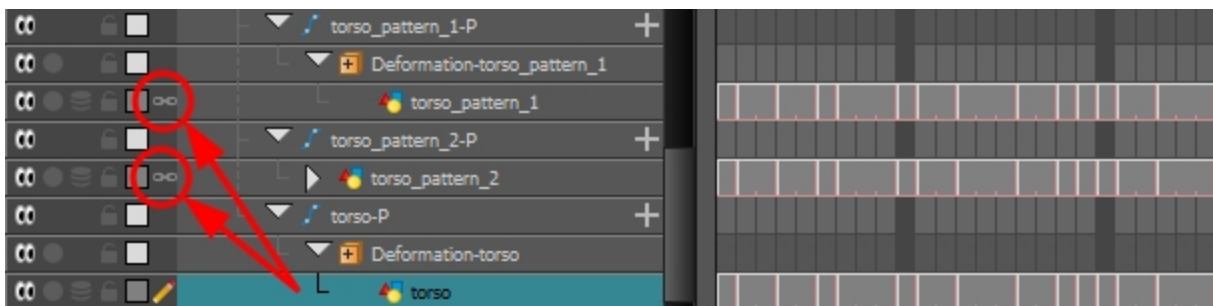 torso_pattern_1-P
Deformation-torso_pattern_1
torso_pattern_1
torso_pattern_2-P
torso_pattern_2
torso-P
Deformation-torso
torso